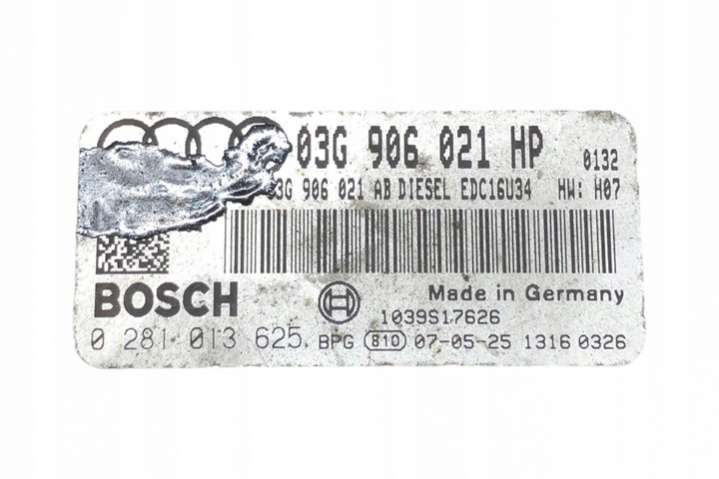 03G 906 021 HP 0132
03G 906 021 AB DIESEL EDC16U34 HW: H07
BOSCH Made in Germany
1039S17626
0 281 013 625 BPG 810 07-05-25 1316 0326